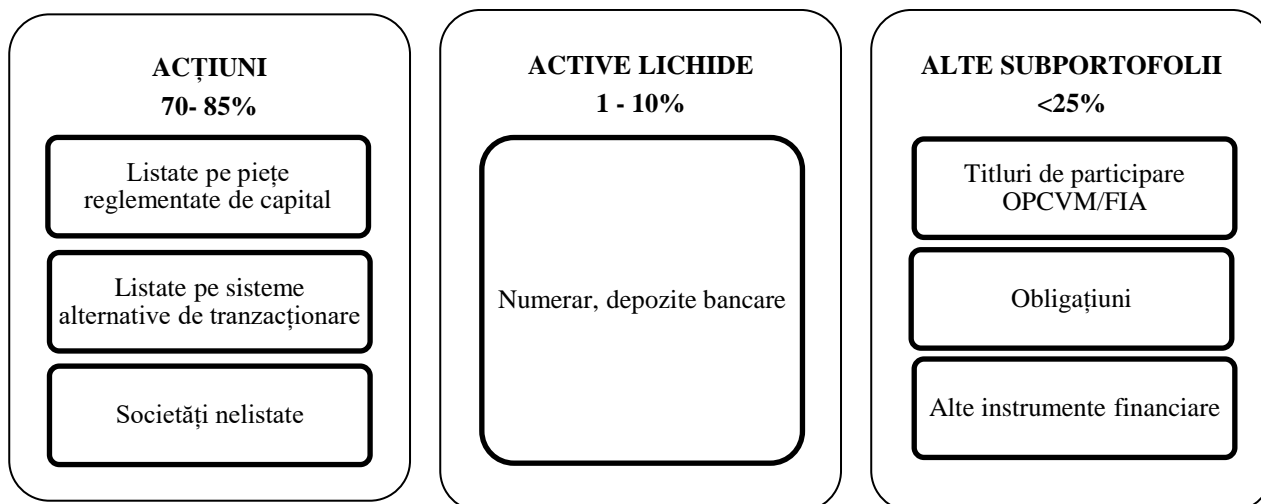 ACȚIUNI
70- 85%
Listate pe piețe
reglementate de capital
Listate pe sisteme
alternative de tranzacționare
Societăți nelistate
ACTIVE LICHIDE
1 - 10%
Numerar, depozite bancare
ALTE SUBPORTOFOLII
<25%
Titluri de participare
OPCVM/FIA
Obligațiuni
Alte instrumente financiare